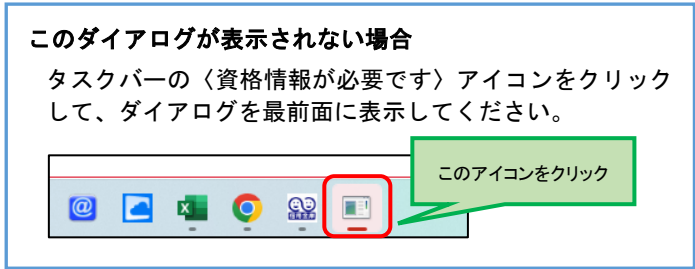 このダイアログが表示されない場合
タスクバーの〈資格情報が必要です〉アイコンをクリック
して、ダイアログを最前面に表示してください。
このアイコンをクリック